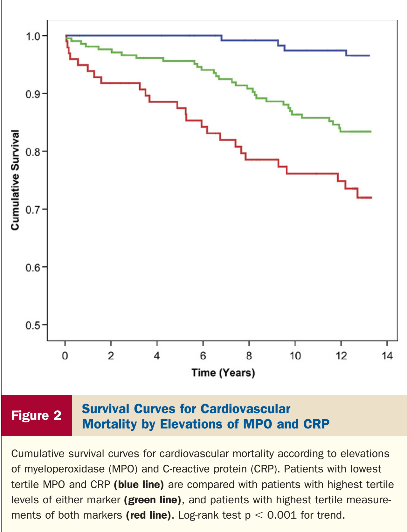 1.0
0.9
0.8
0.7
0.6
0.5
Cumulative Survival
0 2 4 6 8 10 12 14
Time (Years)
Figure 2
Survival Curves for Cardiovascular
Mortality by Elevations of MPO and CRP
Cumulative survival curves for cardiovascular mortality according to elevations
of myeloperoxidase (MPO) and C-reactive protein (CRP). Patients with lowest
tertile MPO and CRP (blue line) are compared with patients with highest tertile
levels of either marker (green line), and patients with highest tertile measure-
ments of both markers (red line). Log-rank test p < 0.001 for trend.